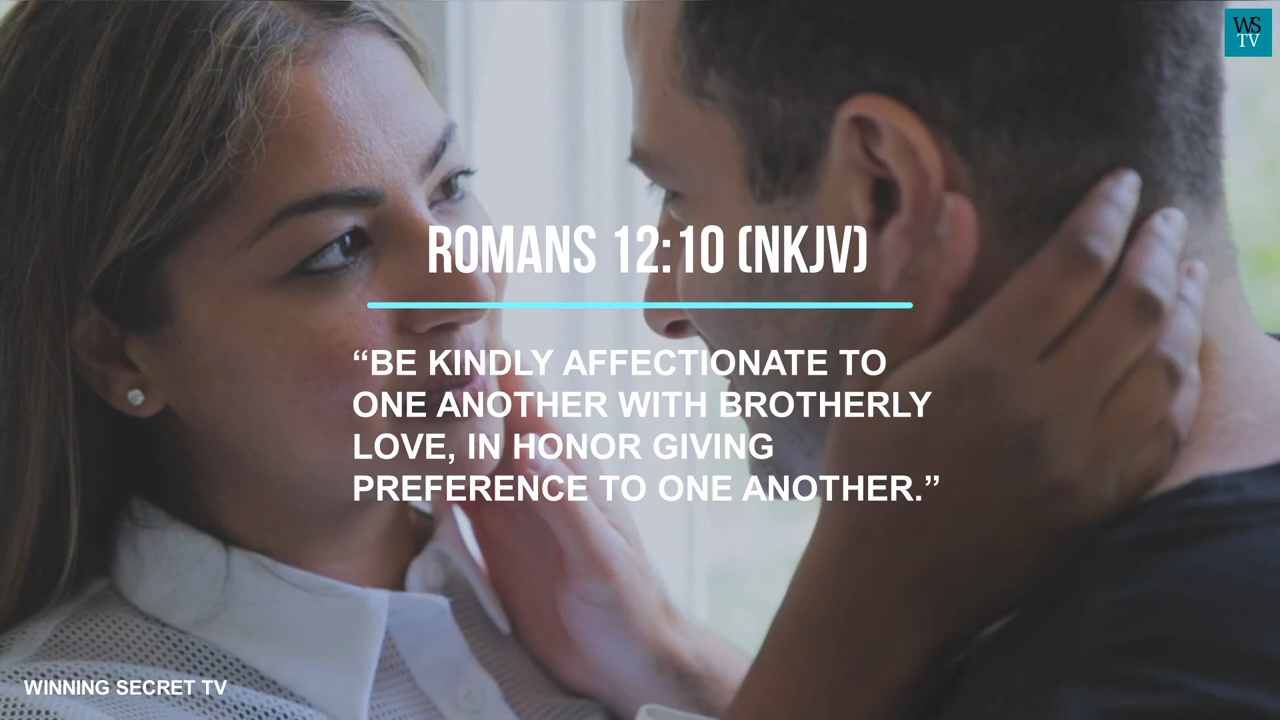 WS
TV
ROMANS 12:10 (NKJV)
“BE KINDLY AFFECTIONATE TO
ONE ANOTHER WITH BROTHERLY
LOVE, IN HONOR GIVING
PREFERENCE TO ONE ANOTHER.”
WINNING SECRET TV